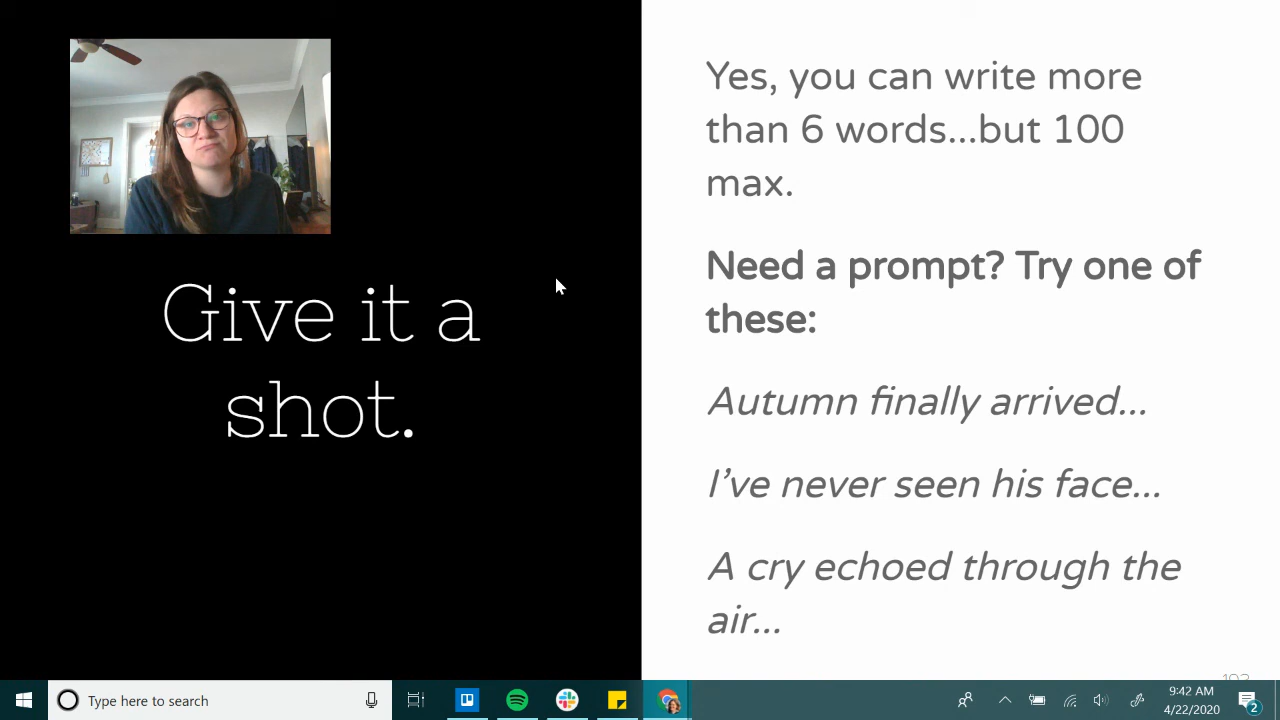 Give it a
shot.
Yes, you can write more
than 6 words...but 100
max.
Need a prompt? Try one of
these:
Autumn finally arrived...
I've never seen his face...
A cry echoed through the
air...
Type here to search
9:42 AM
4/22/2020
2